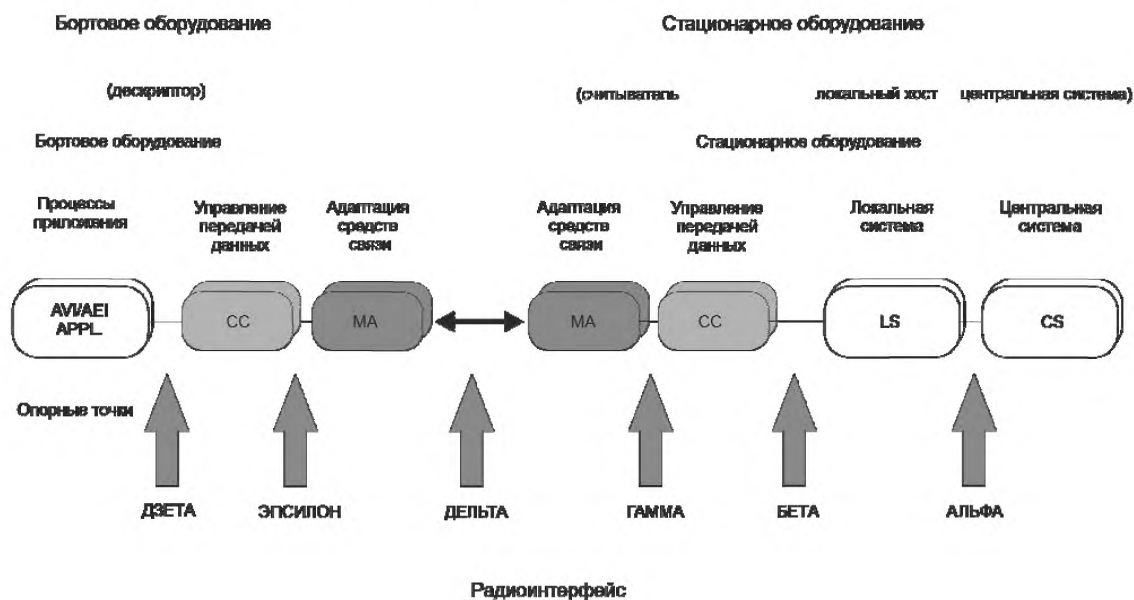 Бортовое оборудование Стационарное оборудование
(дескриптор) (считыватель локальный хост центральная система)
Бортовое оборудование Стационарное оборудование
Процессы Управление Адаптация Адаптация Управление Локальная Центральная
приложения передачей средств средств передачей система система
данных связи связи данных
AVI/AEI
APPL.
CC MA MA CC LS CS
Опорные точки
ДЗЕТА ЭПСИЛОН ДЕЛЬТА ГАММА БЕТА АЛЬФА
Радиоинтерфейс